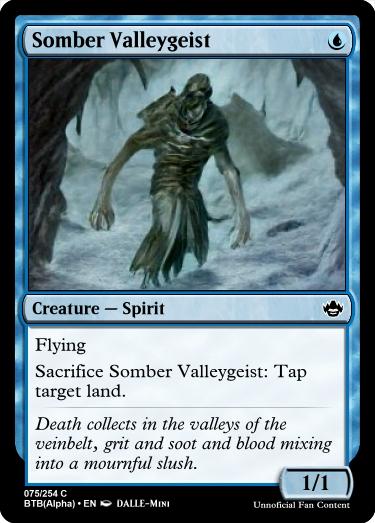 Somber Valleygeist
Creature — Spirit
Flying
Sacrifice Somber Valleygeist: Tap
target land.
Death collects in the valleys of the
veinbelt, grit and soot and blood mixing
into a mournful slush.
1/1
075/254 C
BTB(Alpha) • EN DALLE-Mini
Unofficial Fan Content